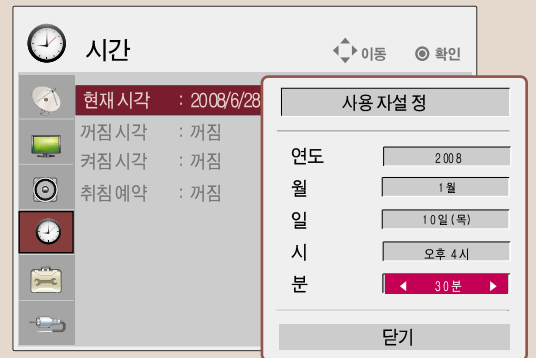 시간
이동 확인
현재 시각 : 2008/6/28
꺼짐 시각 : 꺼짐
켜짐 시각 : 꺼짐
취침 예약 : 꺼짐
사용자설정
연도 2008
월 1월
일 10일(목)
시 오후 4시
분 30분
닫기